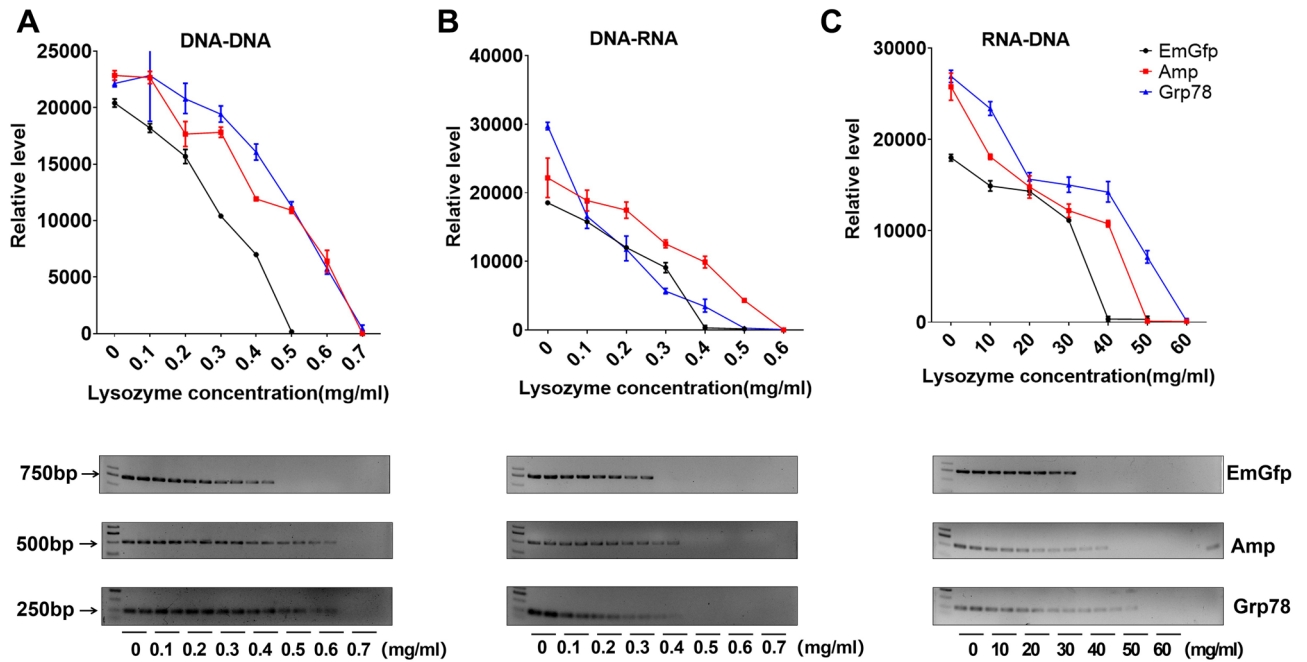 A
DNA-DNA
25000
20000
15000
10000
5000
0
Relative level
0 0.1 0.2 0.3 0.4 0.5 0.6 0.7
Lysozyme concentration(mg/ml)
B
DNA-RNA
40000
30000
20000
10000
0
Relative level
0 0.1 0.2 0.3 0.4 0.5 0.6
Lysozyme concentration(mg/ml)
C
RNA-DNA
EmGfp
Amp
Grp78
30000
20000
10000
0
Relative level
0 10 20 30 40 50 60
Lysozyme concentration(mg/ml)
750bp
EmGfp
500bp
Amp
250bp
Grp78
0 0.1 0.2 0.3 0.4 0.5 0.6 0.7 (mg/ml)
0 0.1 0.2 0.3 0.4 0.5 0.6 0.7 (mg/ml)
0 10 20 30 40 50 60 (mg/ml)